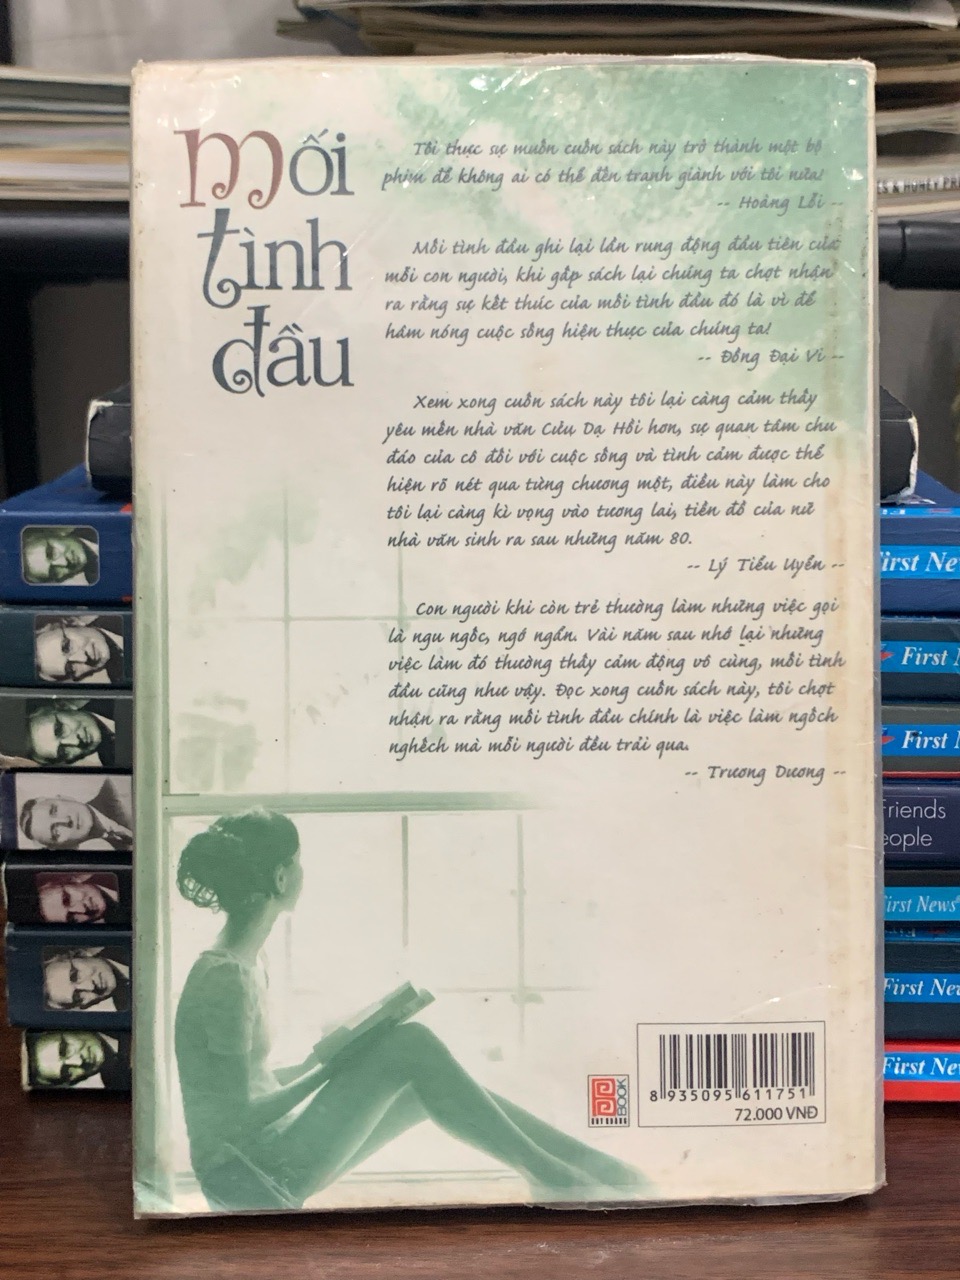 Mối
tình
đầu
Tôi thực sự muốn cuốn sách này trở thành một bộ
phim để không ai có thể đến tranh giành với tôi nữa!
-- Hoàng Lỗi --
Mối tình đầu ghi lại lần rung động đầu tiên của
mỗi con người, khi gấp sách lại chúng ta chợt nhận
ra rằng sự kết thúc của mối tình đầu đó là vì để
hâm nóng cuộc sống hiện thực của chúng ta!
-- Đồng Đại Vi --
Xem xong cuốn sách này tôi lại càng cảm thấy
yêu mến nhà văn Cửu Dạ Hồi hơn, sự quan tâm chu
đáo của cô đối với cuộc sống và tình cảm được thể
hiện rõ nét qua từng chương một, điều này làm cho
tôi lại càng kì vọng vào tương lai, tiền đồ của nữ
nhà văn sinh ra sau những năm 80.
-- Lý Tiểu Uyển --
Con người khi còn trẻ thường làm những việc gọi
là ngu ngốc, ngớ ngẩn. Vài năm sau nhớ lại những
việc làm đó thường thấy cảm động vô cùng, mối tình
đầu cũng như vậy. Đọc xong cuốn sách này, tôi chợt
nhận ra rằng mối tình đầu chính là việc làm ngốch
nghếch mà mỗi người đều trải qua.
-- Trương Dương --
BOOK
8 935095 611751
72.000 VNĐ
First New
First N
First N
Friends
eople
First News
First New
First New